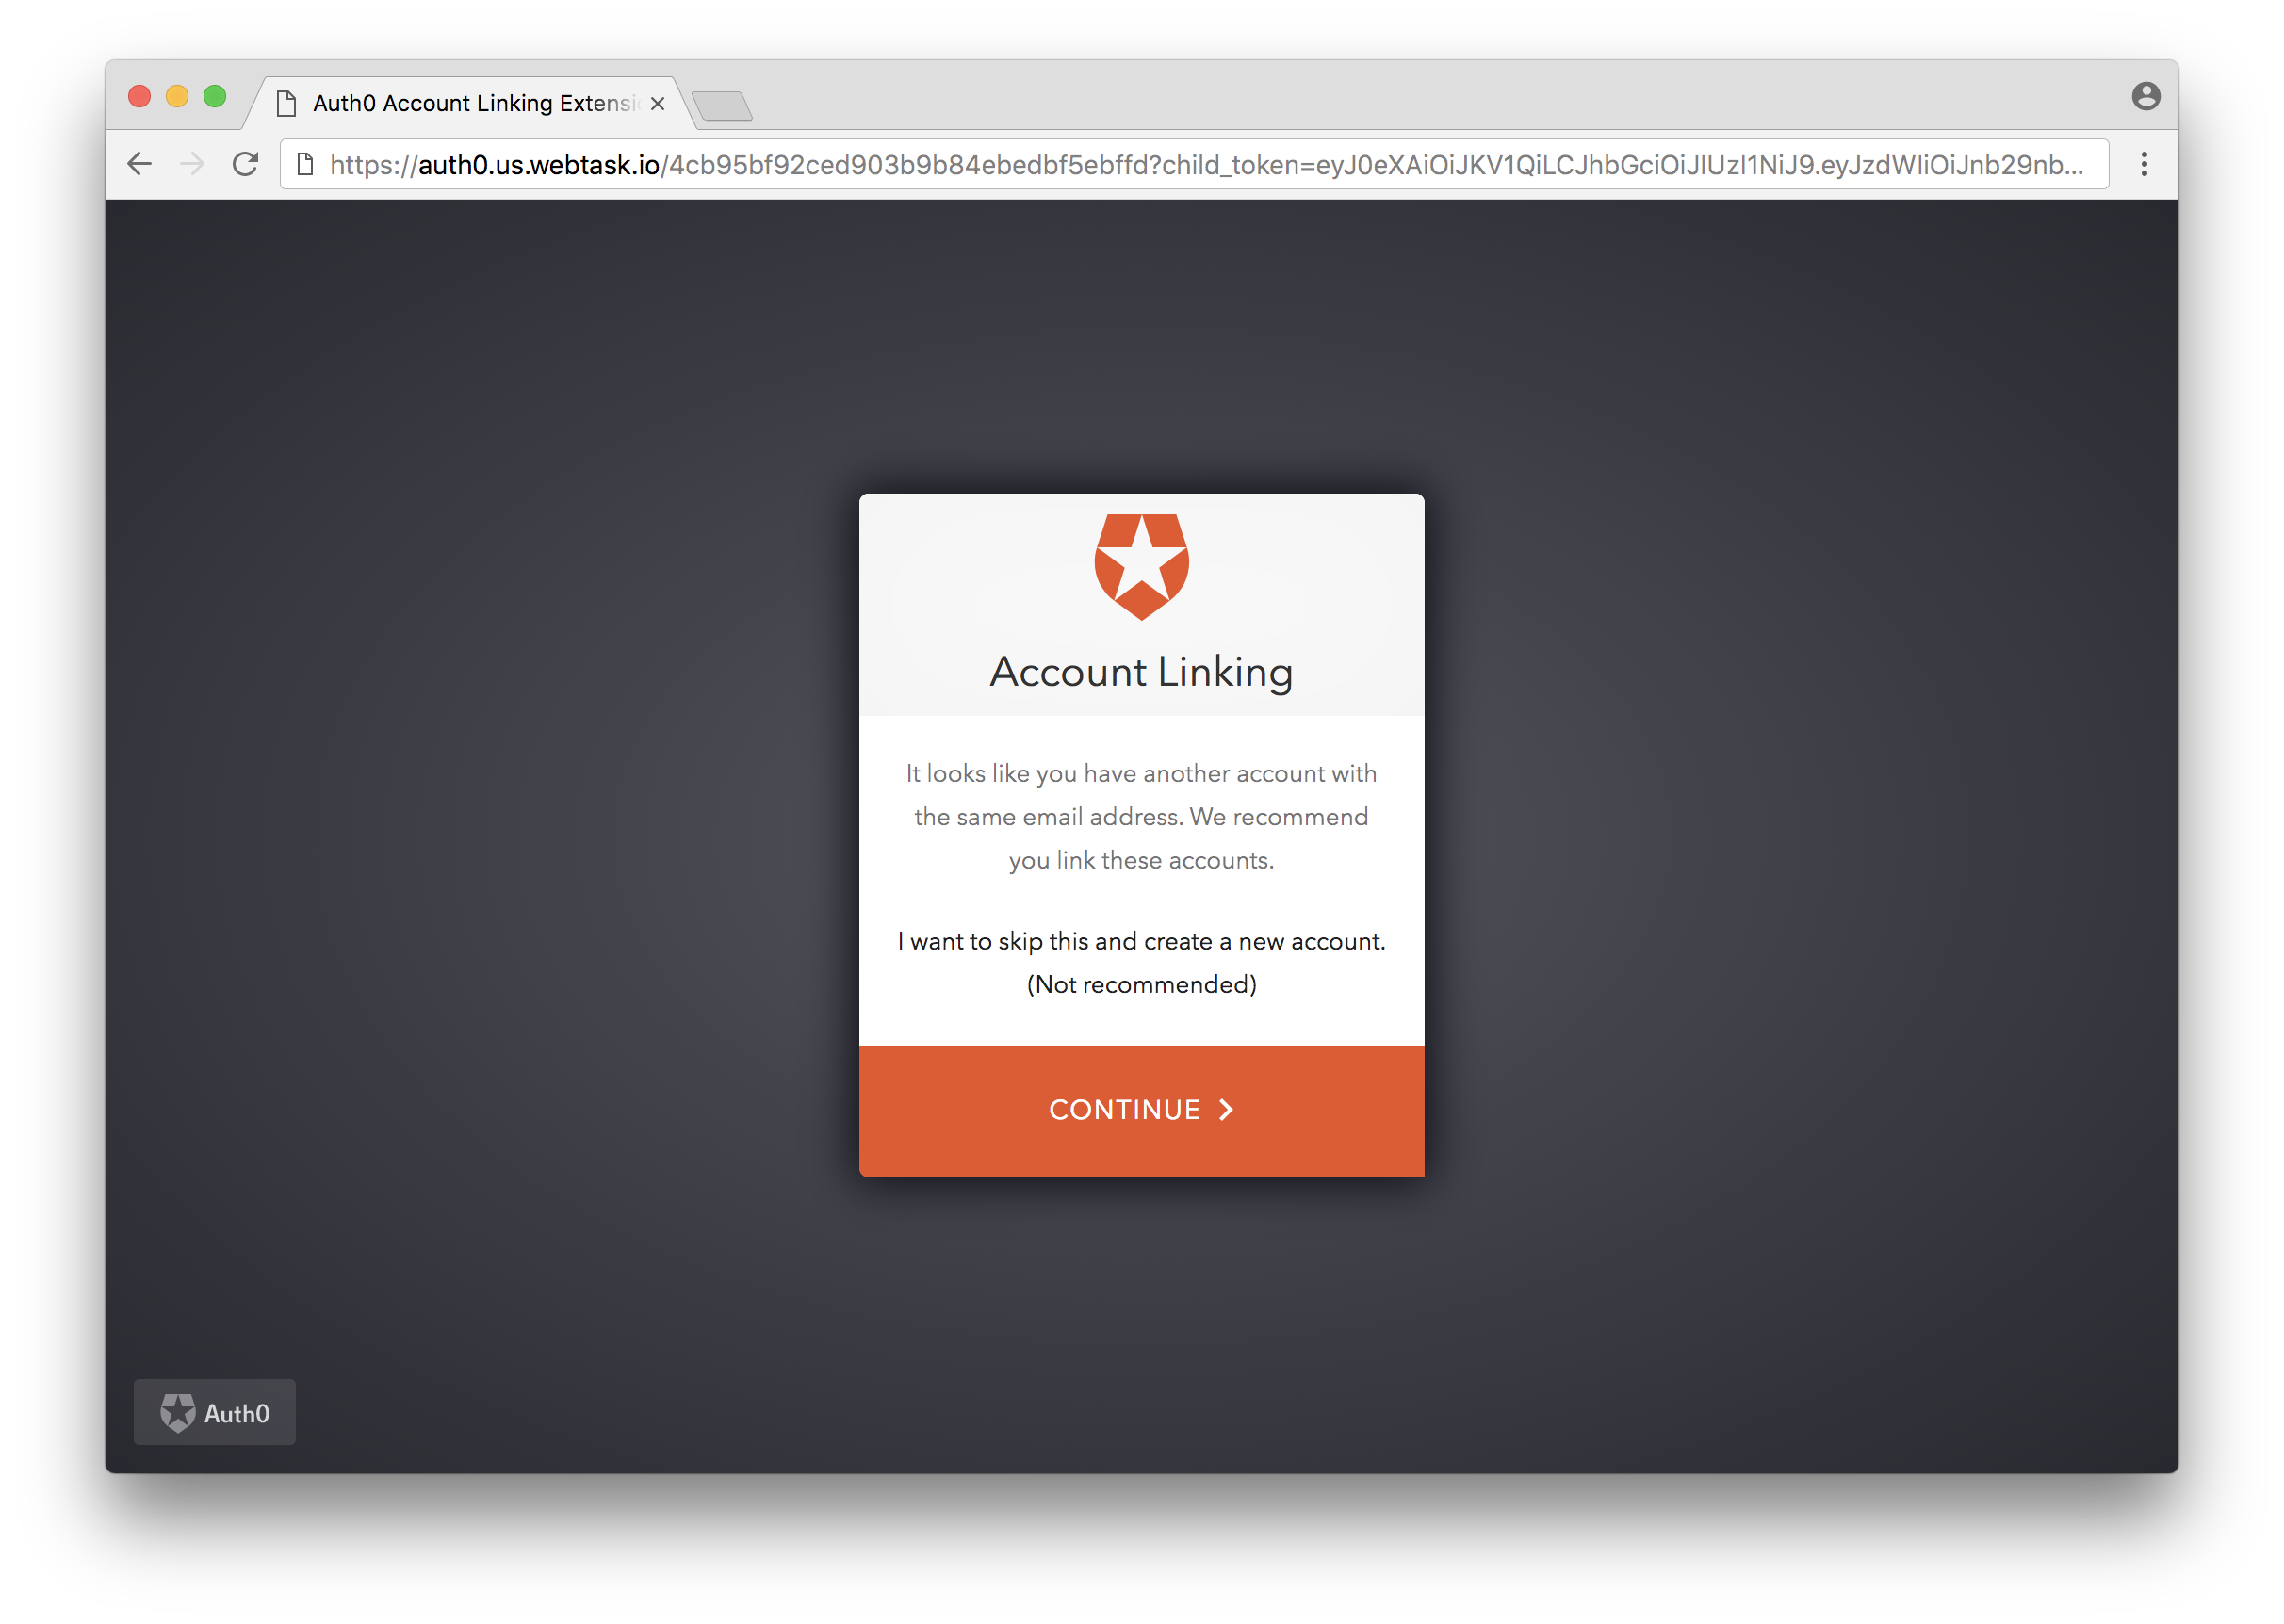 Auth0 Account Linking Extensi
https://auth0.us.webtask.io/4cb95bf92ced903b9b84ebedbf5ebffd?child_token=eyJ0eXAiOiJKV1QiLCJhbGciOiJIUzI1NiJ9.eyJzdWIiOiJnb29nb...
Account Linking
It looks like you have another account with
the same email address. We recommend
you link these accounts.
I want to skip this and create a new account.
(Not recommended)
CONTINUE
Auth0